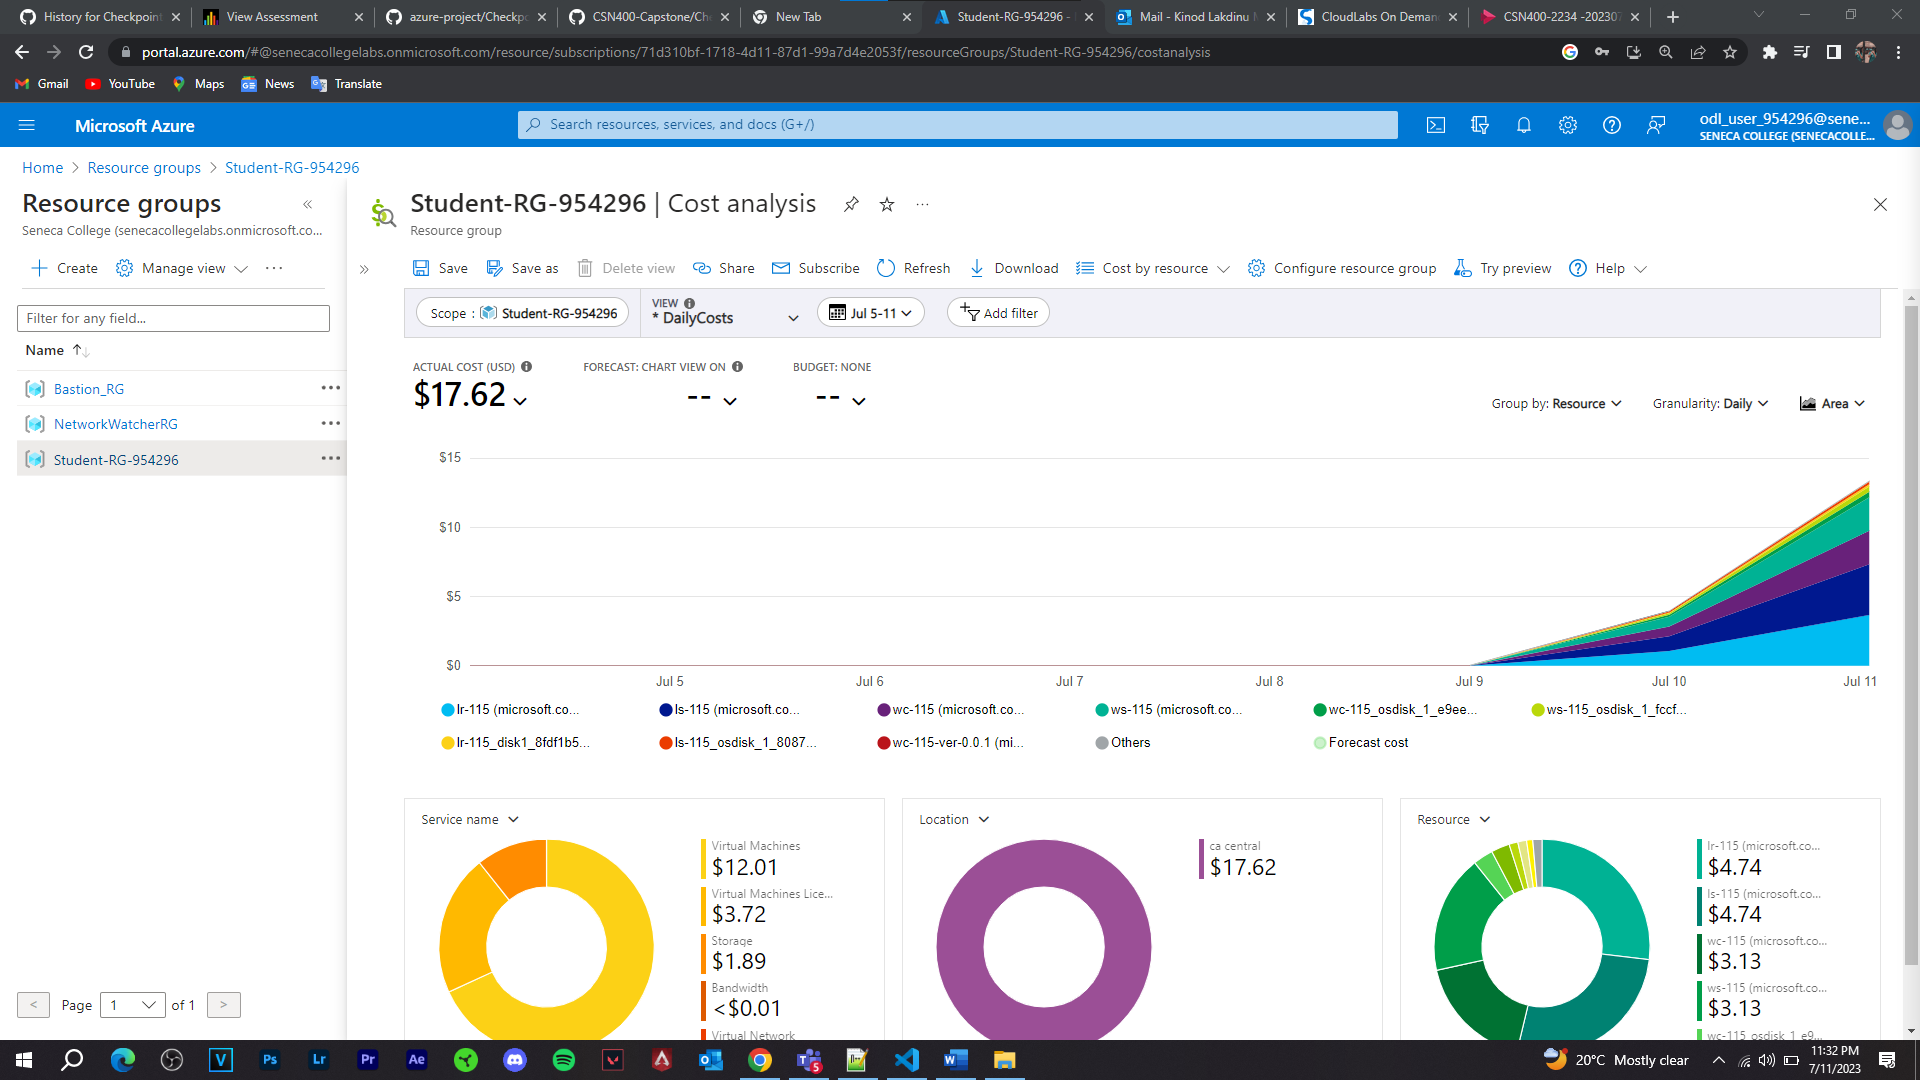 History for Checkpoint
View Assessment
azure-project/Checkpo
CSN400-Capstone/Che
New Tab
Student-RG-954296 -
Mail - Kinod Lakdinu
CloudLabs On Deman
CSN400-2234 -202307
portal.azure.com/#@senecacollegelabs.onmicrosoft.com/resource/subscriptions/71d310bf-1718-4d11-87d1-99a7d4e2053f/resourceGroups/Student-RG-954296/costanalysis
Gmail YouTube Maps News Translate
Microsoft Azure
Search resources, services, and docs (G+/)
odl_user_954296@sene...
SENECA COLLEGE (SENECACOLLE...
Home > Resource groups > Student-RG-954296
Resource groups «
Seneca College (senecacollegelabs.onmicrosoft.co...
+ Create Manage view ...
Filter for any field...
Name ↑↓
Bastion_RG ...
NetworkWatcherRG ...
Student-RG-954296 ...
< Page 1 of 1 >
Student-RG-954296 | Cost analysis ...
Resource group
» Save Save as Delete view Share Subscribe Refresh Download Cost by resource Configure resource group Try preview Help
Scope : Student-RG-954296
VIEW
* DailyCosts
Jul 5-11
Add filter
ACTUAL COST (USD)
$17.62
FORECAST: CHART VIEW ON
--
BUDGET: NONE
--
Group by: Resource Granularity: Daily Area
$15
$10
$5
$0
Jul 5 Jul 6 Jul 7 Jul 8 Jul 9 Jul 10 Jul 11
lr-115 (microsoft.co... ls-115 (microsoft.co... wc-115 (microsoft.co... ws-115 (microsoft.co... wc-115_osdisk_1_e9ee... ws-115_osdisk_1_fccf...
lr-115_disk1_8fdf1b5... ls-115_osdisk_1_8087... wc-115-ver-0.0.1 (mi... Others Forecast cost
Service name
Virtual Machines
$12.01
Virtual Machines Lice...
$3.72
Storage
$1.89
Bandwidth
<$0.01
Virtual Network
Location
ca central
$17.62
Resource
lr-115 (microsoft.co...
$4.74
ls-115 (microsoft.co...
$4.74
wc-115 (microsoft.co...
$3.13
ws-115 (microsoft.co...
$3.13
wc-115_osdisk_1_e9...
V Ps Lr Pr Ae
5
20°C Mostly clear
11:32 PM
7/11/2023